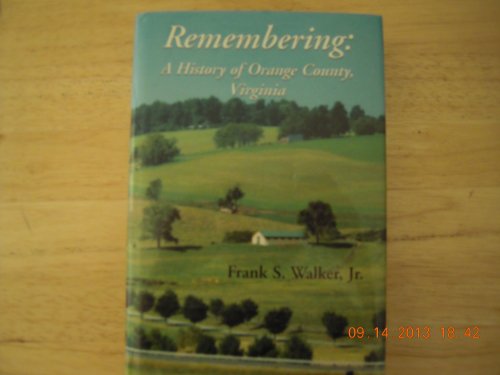 Remembering:
A History of Orange County,
Virginia
Frank S. Walker, Jr.
09.14 2013 18:42